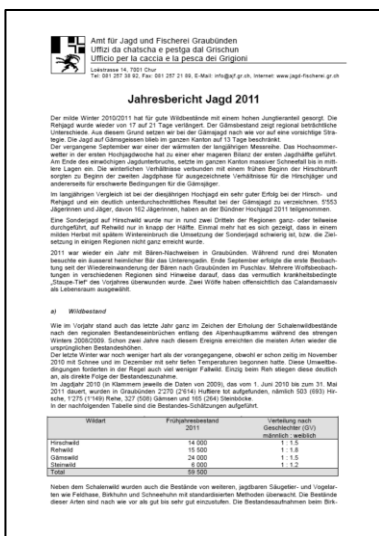 Amt für Jagd und Fischerei Graubünden
Uffizi da chatscha e pestga dal Grischun
Ufficio per la caccia e la pesca dei Grigioni
Loëstrasse 14, 7001 Chur
Tel: 081 257 38 92, Fax: 081 257 21 89, E-Mail: info@ajf.gr.ch, Internet: www.jagd-fischerei.gr.ch
Jahresbericht Jagd 2011
Der milde Winter 2010/2011 hat für gute Wildbestände mit einem hohen Jungtieranteil gesorgt. Die
Rehjagd wurde wieder von 17 auf 21 Tage verlängert. Der Gämsbestand zeigt regional beträchtliche
Unterschiede. Aus diesem Grund setzen wir bei der Gämsjagd nach wie vor auf eine vorsichtige Stra-
tegie. Die Jagd auf Gämsgeissen blieb im ganzen Kanton auf 13 Tage beschränkt.
Der vergangene September war einer der wärmsten der langjährigen Messreihe. Das Hochsommer-
wetter in der ersten Hochjagdwoche hat zu einer eher mageren Bilanz der ersten Jagdhälfte geführt.
Am Ende des einwöchigen Jagdunterbruchs, setzte im ganzen Kanton massiver Schneefall bis in mitt-
lere Lagen ein. Die winterlichen Verhältnisse verbunden mit einem frühen Beginn der Hirschbrunft
sorgten zu Beginn der zweiten Jagdphase für ausgezeichnete Verhältnisse für die Hirschjäger und
andererseits für erschwerte Bedingungen für die Gämsjäger.
Im langjährigen Vergleich ist bei der diesjährigen Hochjagd ein sehr guter Erfolg bei der Hirsch- und
Rehjagd und ein deutlich unterdurchschnittliches Resultat bei der Gämsjagd zu verzeichnen. 5'553
Jägerinnen und Jäger, davon 162 Jägerinnen, haben an der Bündner Hochjagd 2011 teilgenommen.
Eine Sonderjagd auf Hirschwild wurde nur in rund zwei Dritteln der Regionen ganz- oder teilweise
durchgeführt, auf Rehwild nur in knapp der Hälfte. Einmal mehr hat es sich gezeigt, dass in einem
milden Herbst mit spätem Wintereinbruch die Umsetzung der Sonderjagd schwierig ist, bzw. die Ziel-
setzung in einigen Regionen nicht ganz erreicht wurde.
2011 war wieder ein Jahr mit Bären-Nachweisen in Graubünden. Während rund drei Monaten
besuchte ein äusserst heimlicher Bär das Unterengadin. Ende September erfolgte die erste Beobach-
tung seit der Wiedereinwanderung der Bären nach Graubünden im Puschlav. Mehrere Wolfsbeobach-
tungen in verschiedenen Regionen sind Hinweise darauf, dass das vermutlich krankheitsbedingte
„Staupe-Tief" des Vorjahres überwunden wurde. Zwei Wölfe haben offensichtlich das Calandamassiv
als Lebensraum ausgewählt.
a) Wildbestand
Wie im Vorjahr stand auch das letzte Jahr ganz im Zeichen der Erholung der Schalenwildbestände
nach den regionalen Bestandeseinbrüchen entlang des Alpenhauptkamms während des strengen
Winters 2008/2009. Schon zwei Jahre nach diesem Ereignis erreichten die meisten Arten wieder die
ursprünglichen Bestandeshöhen.
Der letzte Winter war noch weniger hart als der vorangegangene, obwohl er schon zeitig im November
2010 mit Schnee und im Dezember mit sehr tiefen Temperaturen begonnen hatte. Diese Umweltbe-
dingungen forderten in der Regel auch viel weniger Fallwild. Einzig beim Reh stiegen diese deutlich
an, als direkte Folge der Bestandeszunahme.
Im Jagdjahr 2010 (in Klammern jeweils die Daten von 2009), das vom 1. Juni 2010 bis zum 31. Mai
2011 dauert, wurden in Graubünden 2'270 (2'614) Huftiere tot aufgefunden, nämlich 503 (693) Hir-
sche, 1'275 (1'149) Rehe, 327 (508) Gämsen und 165 (264) Steinböcke.
In der nachfolgenden Tabelle sind die Bestandes-Schätzungen aufgeführt.
Wildart Frühjahresbestand 2011 Verteilung nach Geschlechter (GV) männlich : weiblich
Hirschwild 14 000 1 : 1,5
Rehwild 15 500 1 : 1,8
Gämswild 24 000 1 : 1,5
Steinwild 6 000 1 : 1,2
Total 59 500
Neben dem Schalenwild wurden auch die Bestände von weiteren, jagdbaren Säugetier- und Vogelar-
ten wie Feldhase, Birkhuhn und Schneehuhn mit standardisierten Methoden überwacht. Die Bestände
dieser Arten sind nach wie vor als gut bis sehr gut einzustufen. Die Bestandesaufnahmen beim Birk-